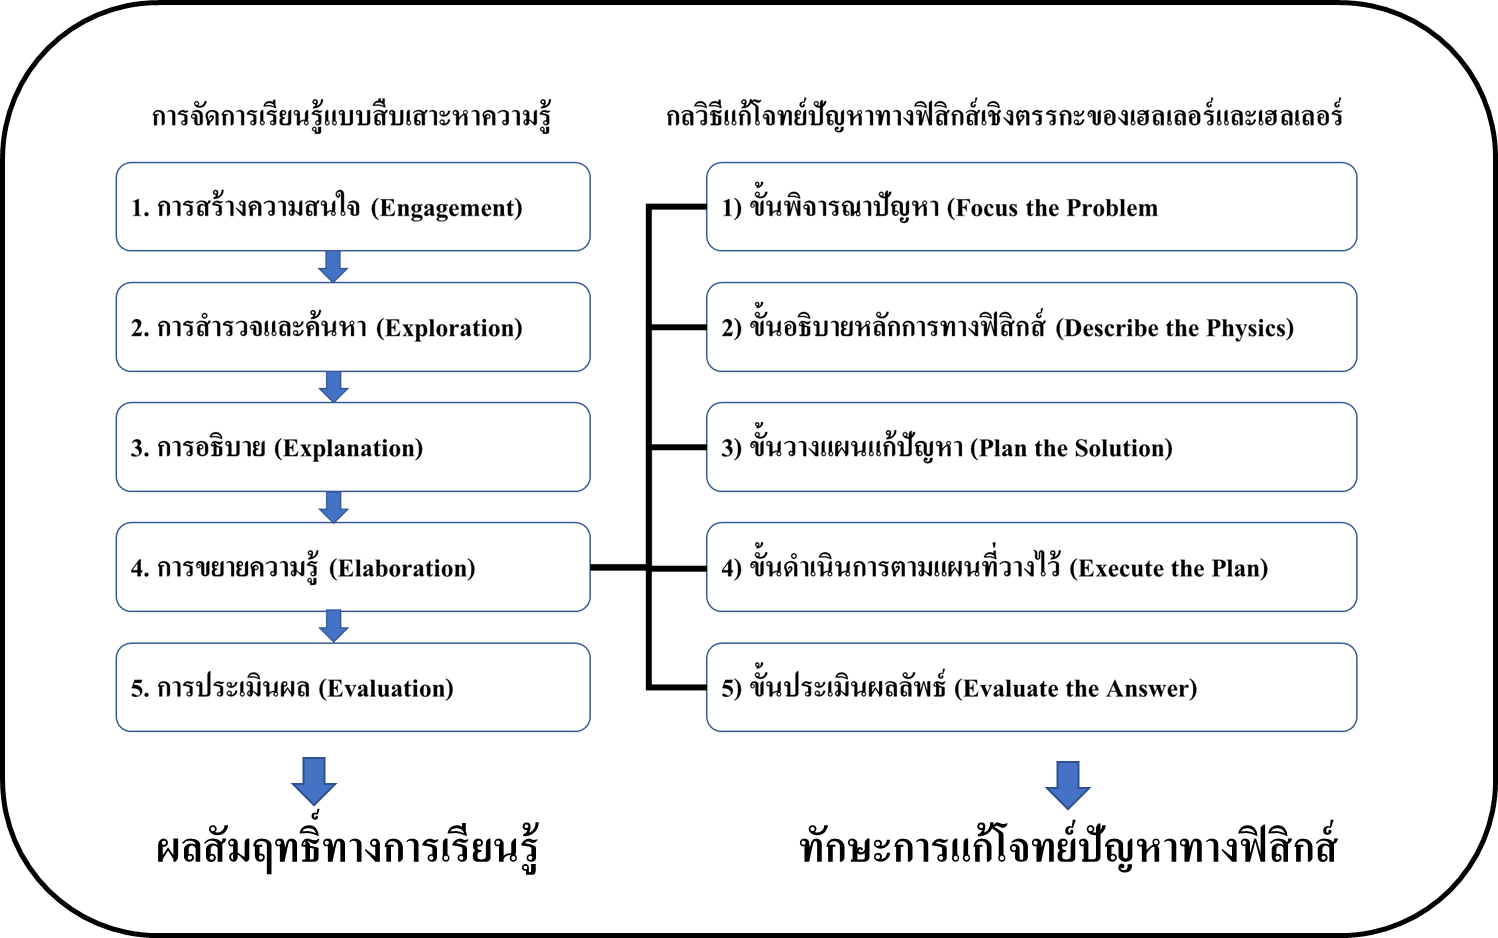 การจัดการเรียนรู้แบบสืบเสาะหาความรู้
1. การสร้างความสนใจ (Engagement)
2. การสำรวจและค้นหา (Exploration)
3. การอธิบาย (Explanation)
4. การขยายความรู้ (Elaboration)
5. การประเมินผล (Evaluation)
ผลสัมฤทธิ์ทางการเรียนรู้
กลวิธีแก้โจทย์ปัญหาทางฟิสิกส์เชิงตรรกะของเฮลเลอร์และเฮลเลอร์
1) ขั้นพิจารณาปัญหา (Focus the Problem
2) ขั้นอธิบายหลักการทางฟิสิกส์ (Describe the Physics)
3) ขั้นวางแผนแก้ปัญหา (Plan the Solution)
4) ขั้นดำเนินการตามแผนที่วางไว้ (Execute the Plan)
5) ขั้นประเมินผลลัพธ์ (Evaluate the Answer)
ทักษะการแก้โจทย์ปัญหาทางฟิสิกส์